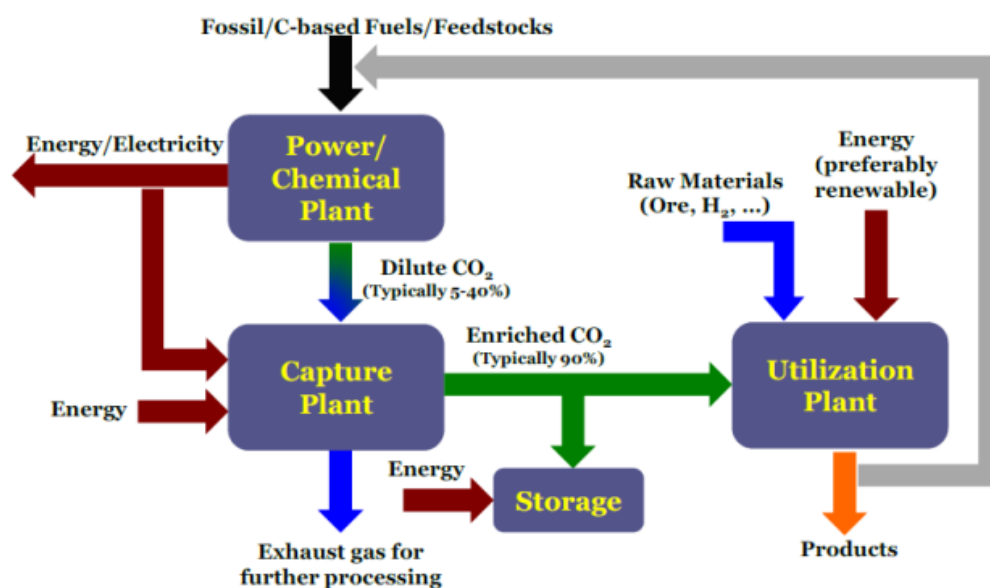 Fossil/C-based Fuels/Feedstocks
Energy/Electricity
Power/
Chemical
Plant
Energy
(preferably
renewable)
Raw Materials
(Ore, H₂, ...)
Dilute CO₂
(Typically 5-40%)
Enriched CO₂
(Typically 90%)
Capture
Plant
Utilization
Plant
Energy
Energy
Storage
Exhaust gas for
further processing
Products